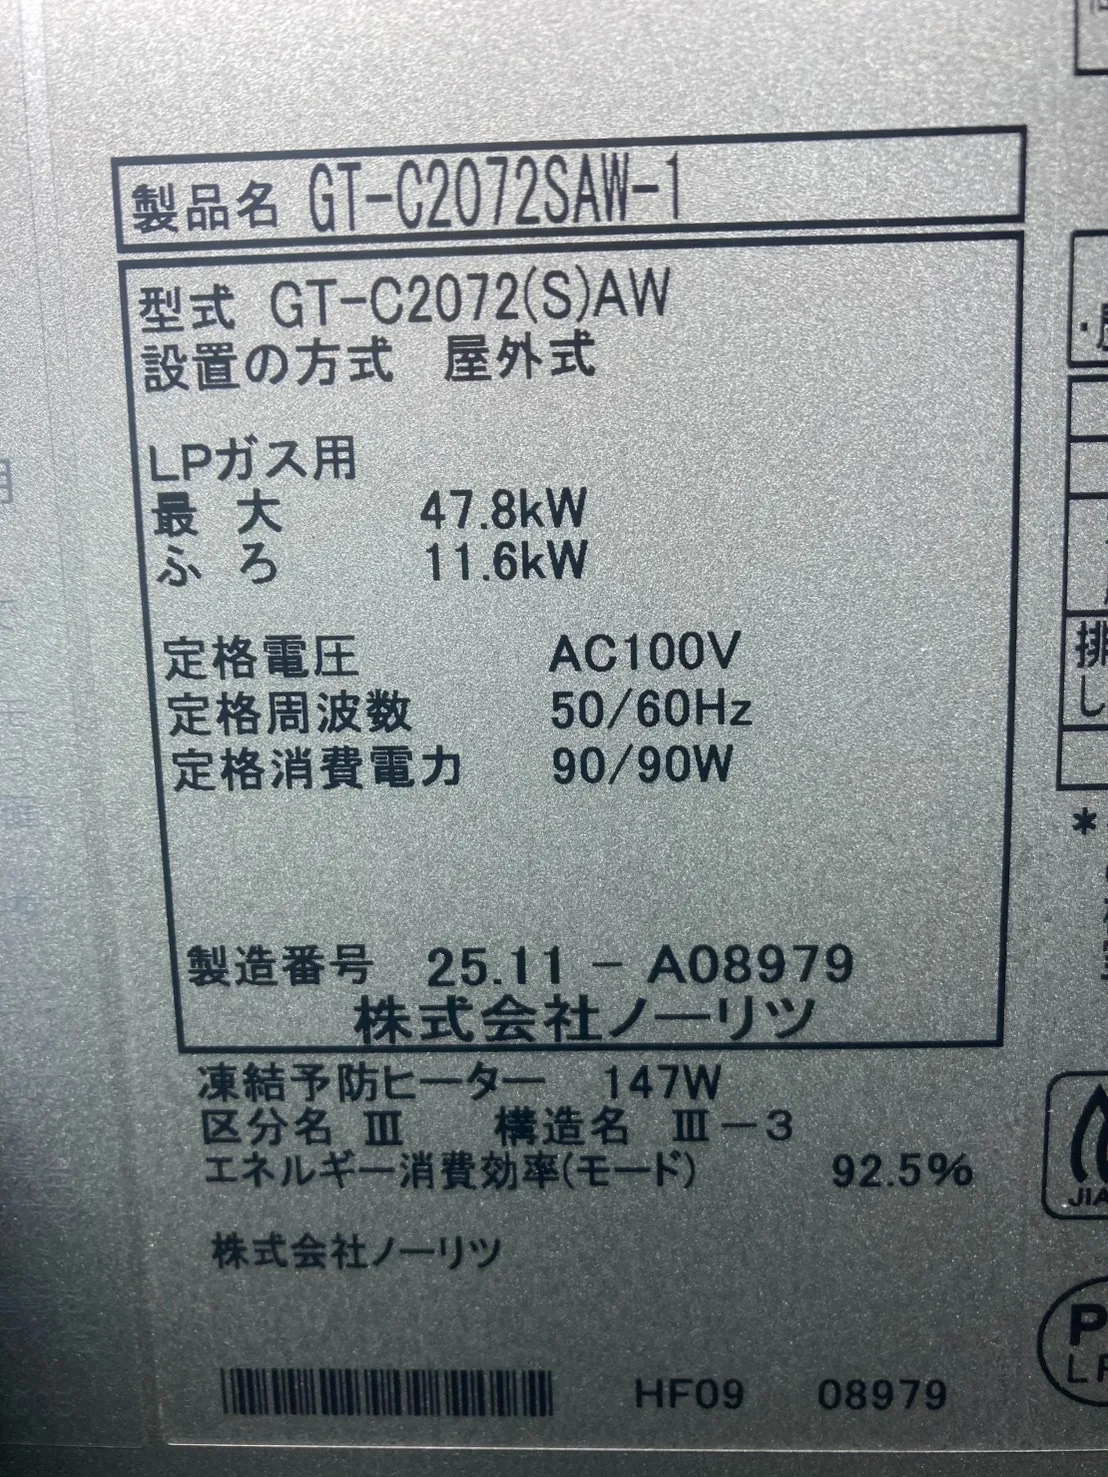 製品名 GT-C2072SAW-1
型式 GT-C2072(S)AW
設置の方式 屋外式
LPガス用
最 大 47.8kW
ふ ろ 11.6kW
定格電圧 AC100V
定格周波数 50/60Hz
定格消費電力 90/90W
製造番号 25.11 - A08979
株式会社ノーリツ
凍結予防ヒーター 147W
区分名 Ⅲ 構造名 Ⅲ-3
エネルギー消費効率(モード) 92.5%
株式会社ノーリツ
HF09 08979
排
し
*